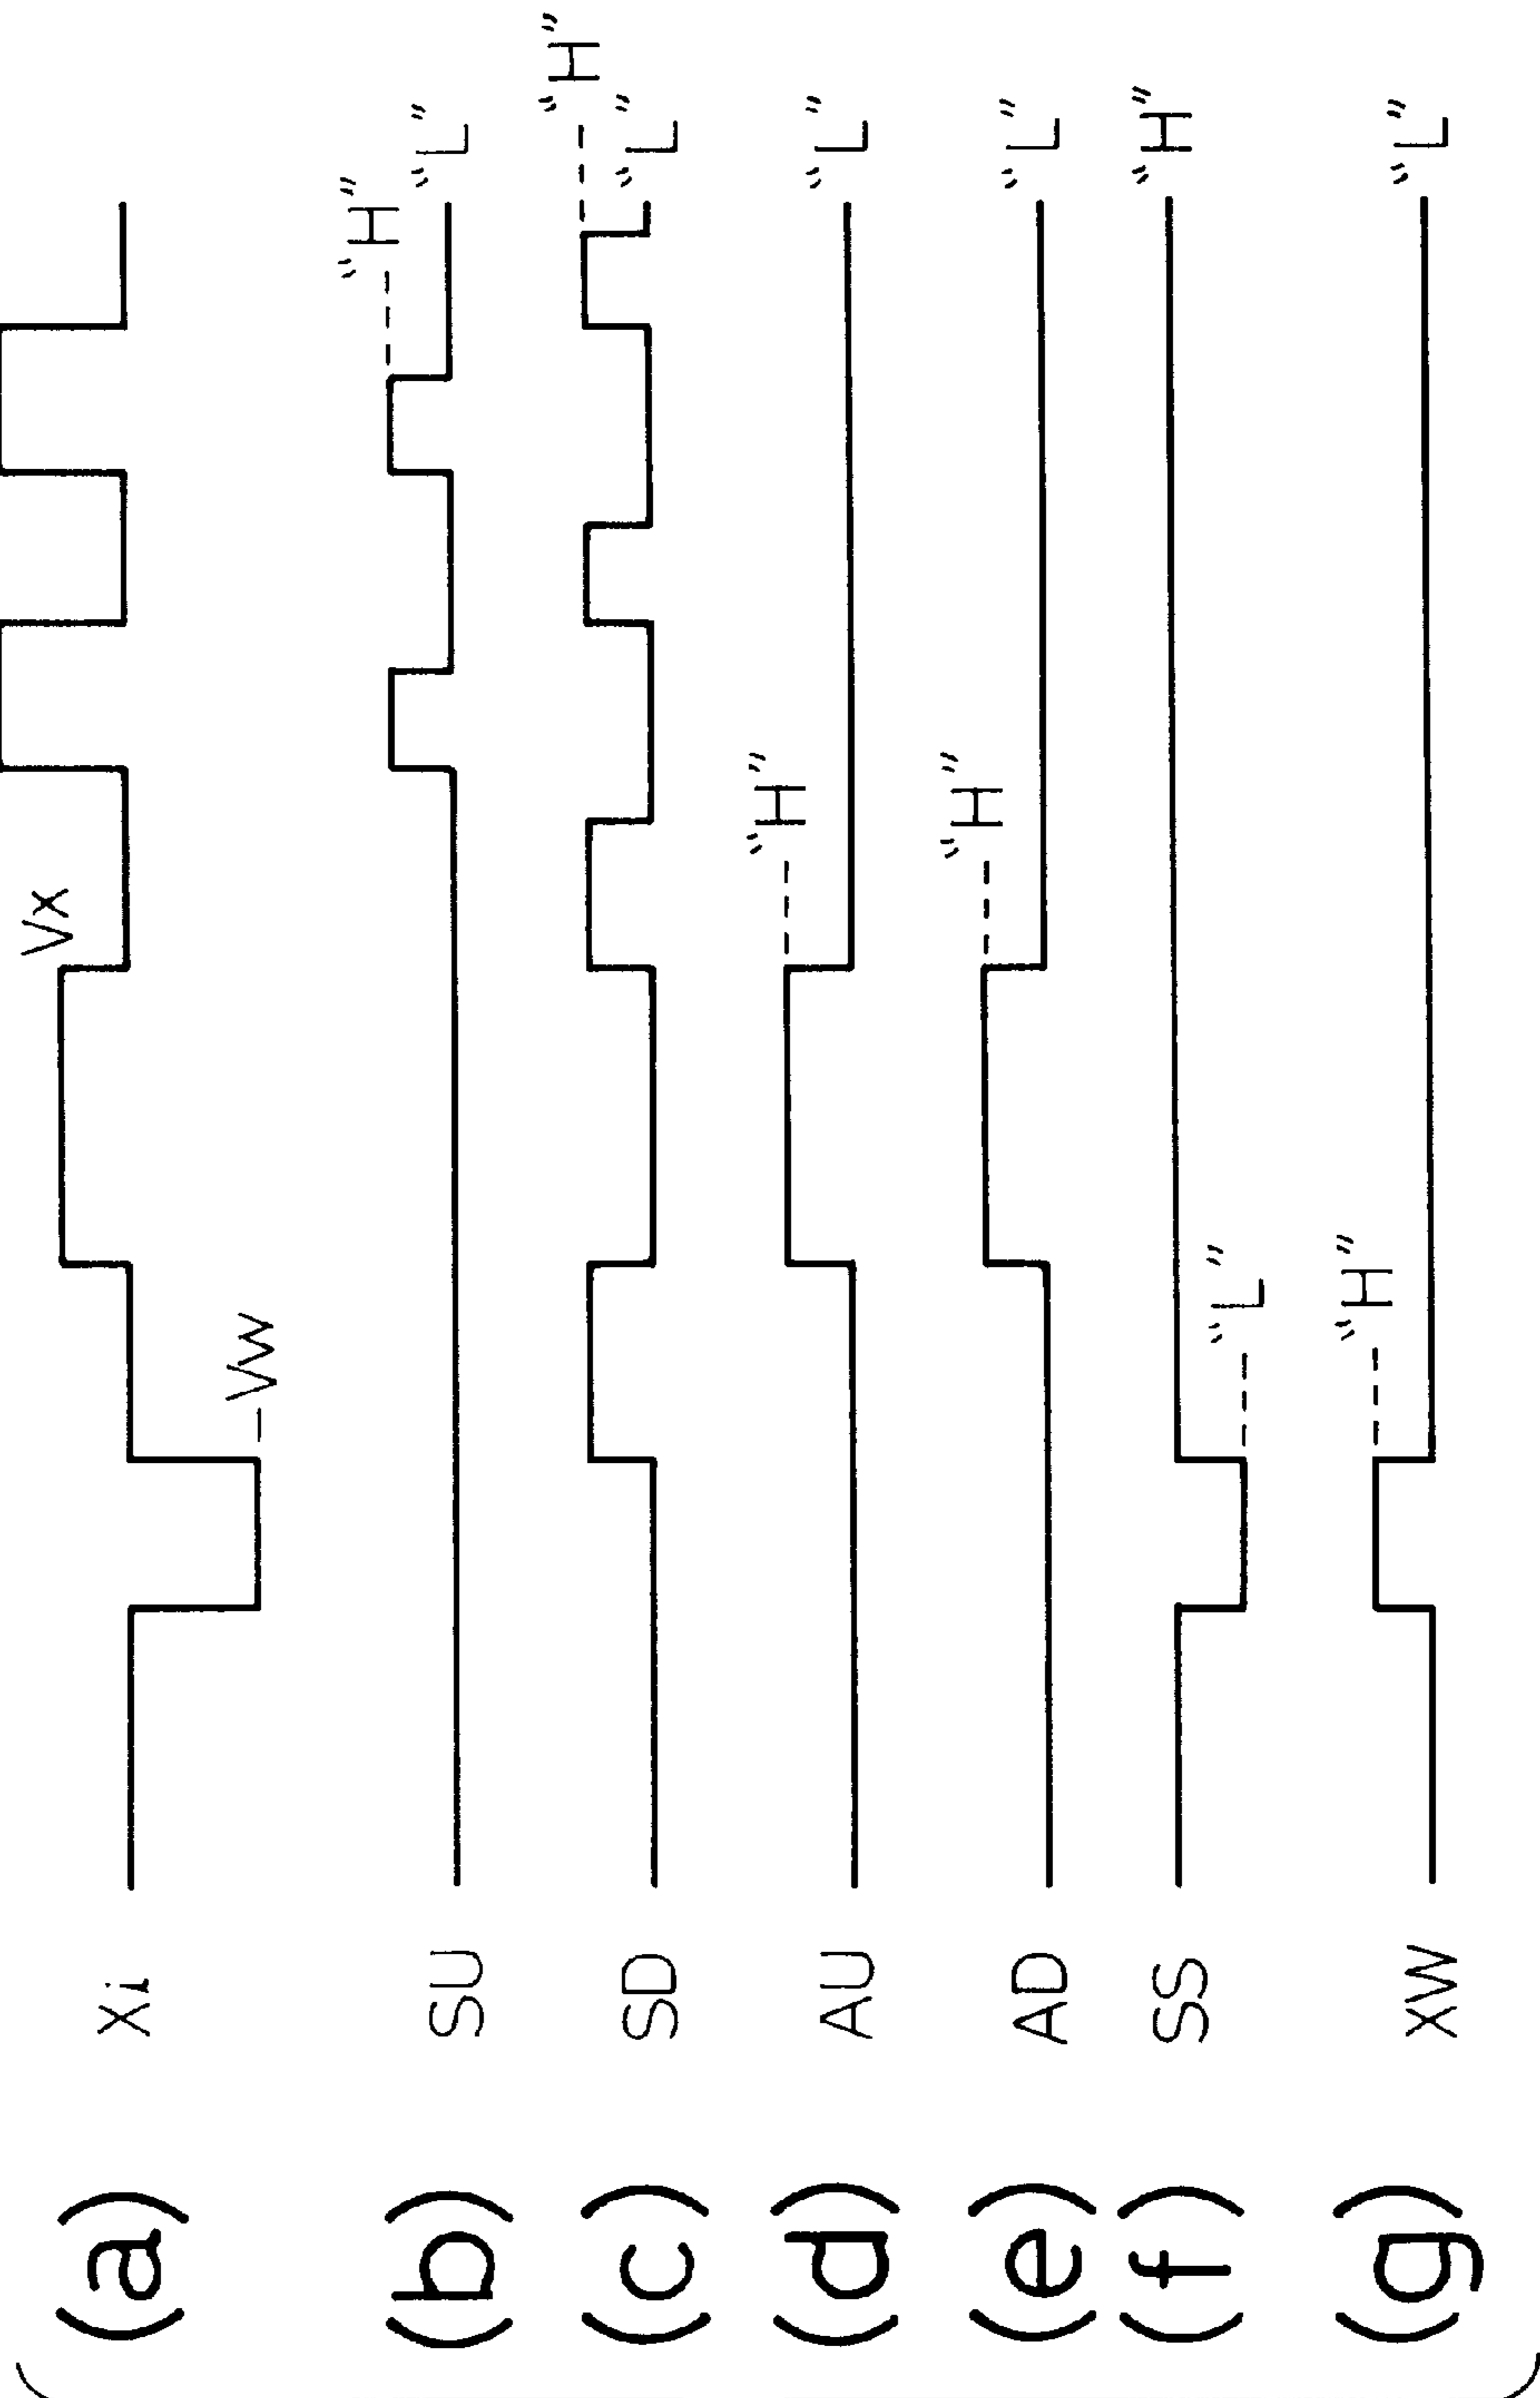 (a) Xi Vx
-Vw
(b) SU "H" "L"
(c) SD "H" "L"
(d) AU "H" "L"
(e) AD "H" "L"
(f) SS "L" "H"
(g) XW "H" "L"